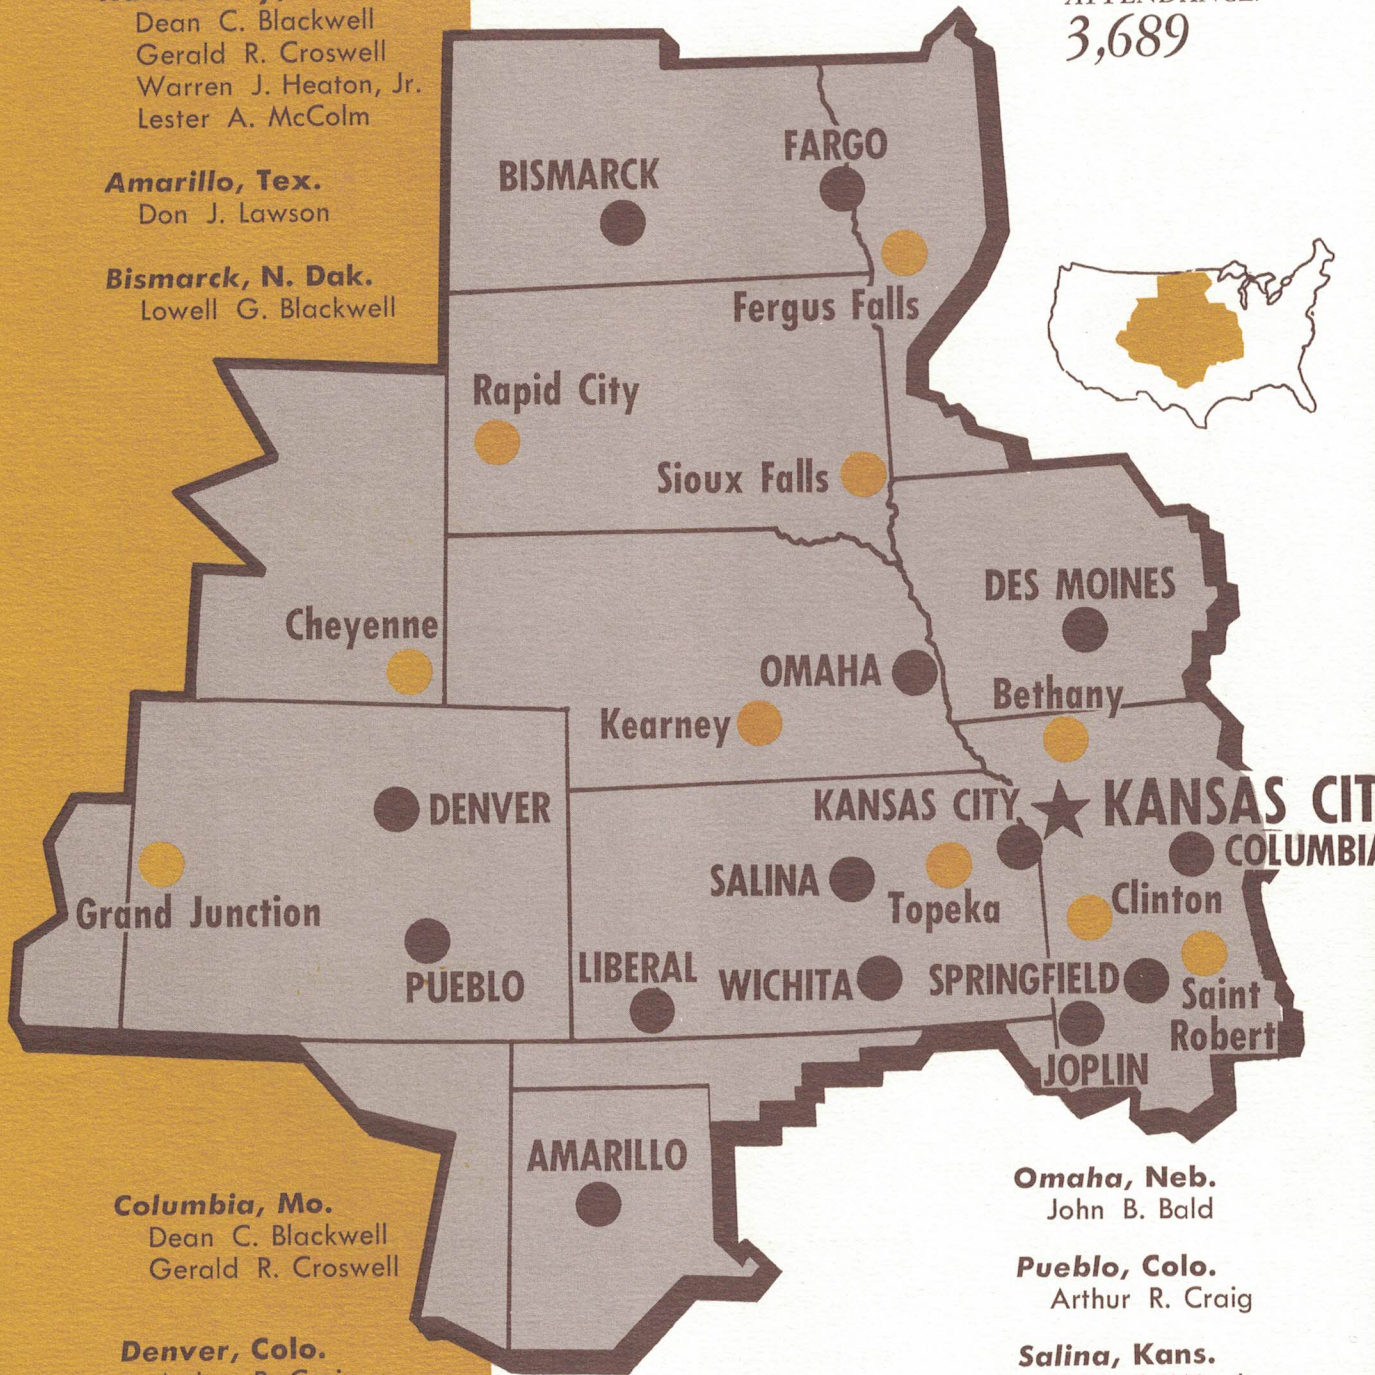 Dean C. Blackwell
Gerald R. Croswell
Warren J. Heaton, Jr.
Lester A. McColm
Amarillo, Tex.
Don J. Lawson
Bismarck, N. Dak.
Lowell G. Blackwell
3,689
FARGO
BISMARCK
Fergus Falls
Rapid City
Sioux Falls
DES MOINES
Cheyenne
OMAHA
Bethany
Kearney
KANSAS CITY
KANSAS CIT
DENVER
COLUMBIA
SALINA
Topeka
Clinton
Grand Junction
LIBERAL
WICHITA
SPRINGFIELD
PUEBLO
Saint
Robert
JOPLIN
AMARILLO
Columbia, Mo.
Dean C. Blackwell
Gerald R. Croswell
Denver, Colo.
Omaha, Neb.
John B. Bald
Pueblo, Colo.
Arthur R. Craig
Salina, Kans.